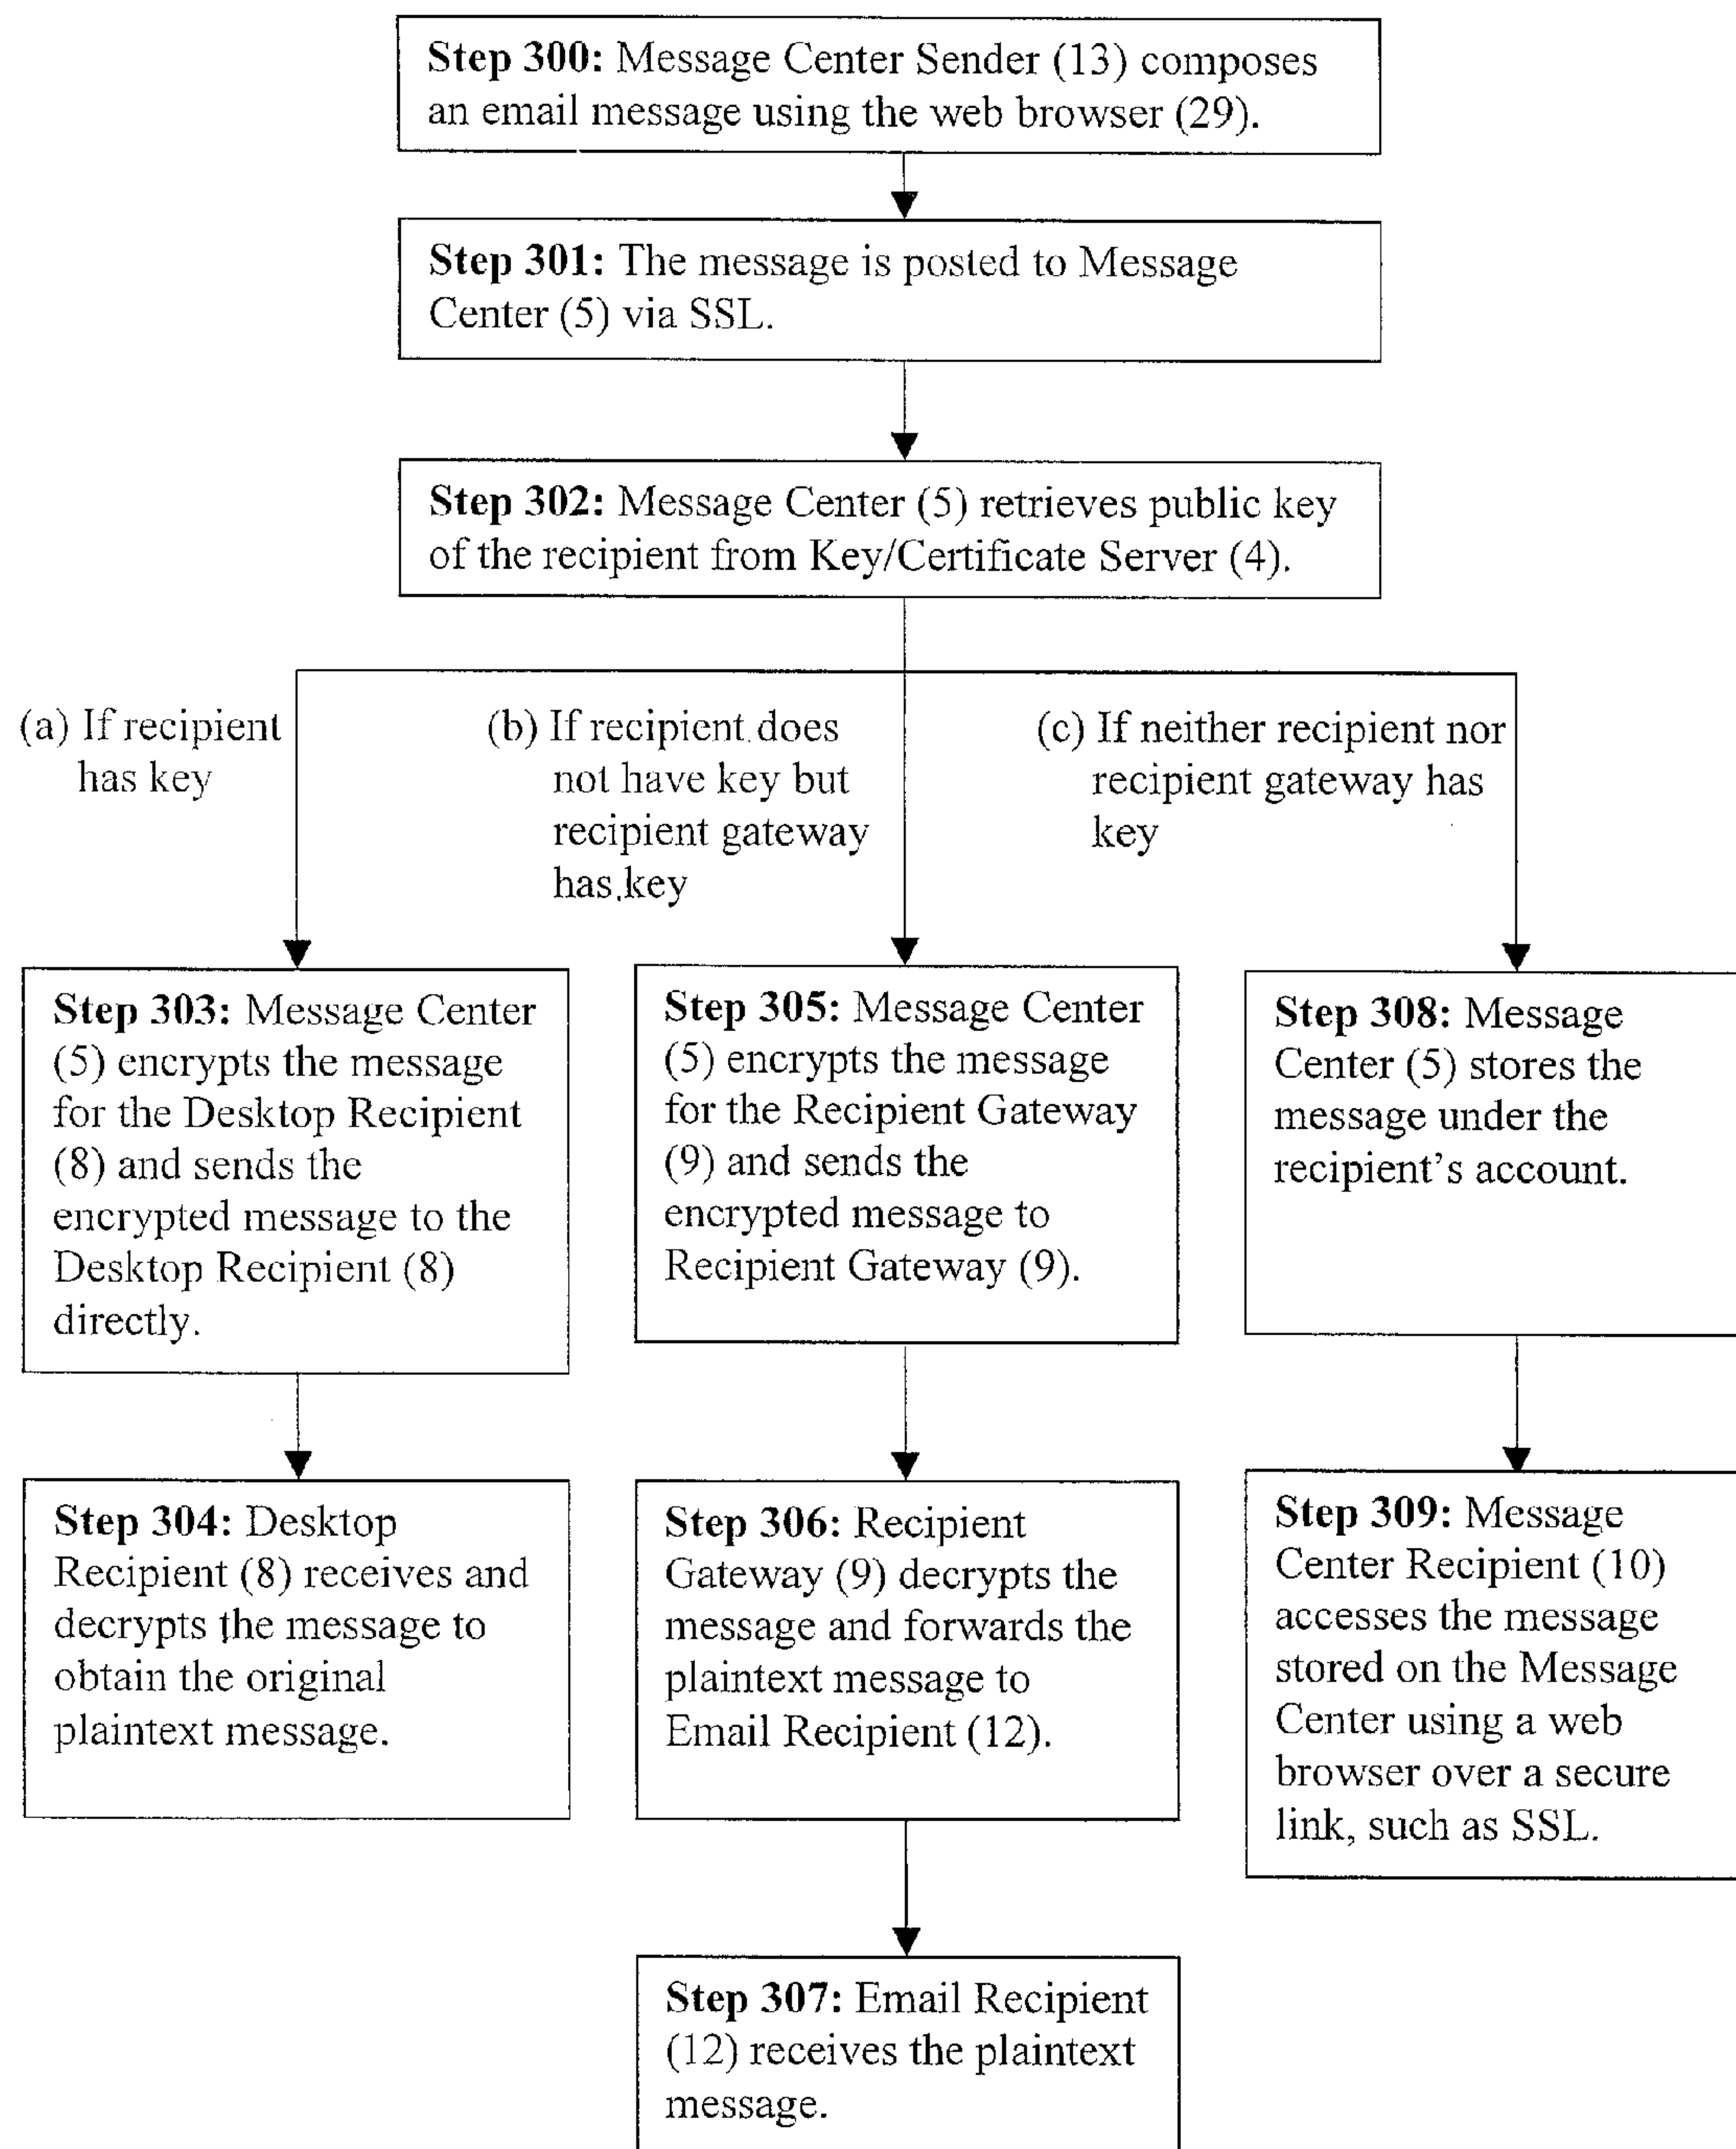 Step 300: Message Center Sender (13) composes
an email message using the web browser (29).
Step 301: The message is posted to Message
Center (5) via SSL.
Step 302: Message Center (5) retrieves public key
of the recipient from Key/Certificate Server (4).
(a) If recipient
has key
(b) If recipient does
not have key but
recipient gateway
has key
(c) If neither recipient nor
recipient gateway has
key
Step 303: Message Center
(5) encrypts the message
for the Desktop Recipient
(8) and sends the
encrypted message to the
Desktop Recipient (8)
directly.
Step 305: Message Center
(5) encrypts the message
for the Recipient Gateway
(9) and sends the
encrypted message to
Recipient Gateway (9).
Step 308: Message
Center (5) stores the
message under the
recipient's account.
Step 304: Desktop
Recipient (8) receives and
decrypts the message to
obtain the original
plaintext message.
Step 306: Recipient
Gateway (9) decrypts the
message and forwards the
plaintext message to
Email Recipient (12).
Step 309: Message
Center Recipient (10)
accesses the message
stored on the Message
Center using a web
browser over a secure
link, such as SSL.
Step 307: Email Recipient
(12) receives the plaintext
message.